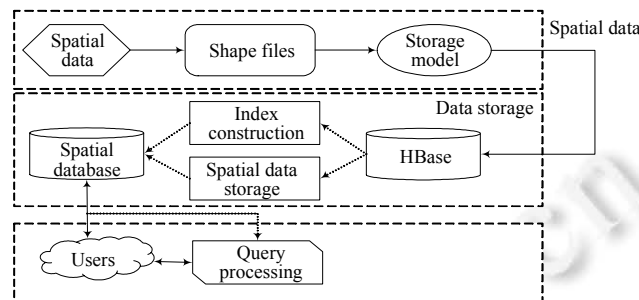 Spatial
data
Shape files
Storage
model
Spatial data
Data storage
Index
construction
Spatial
database
HBase
Spatial data
storage
Users
Query
processing